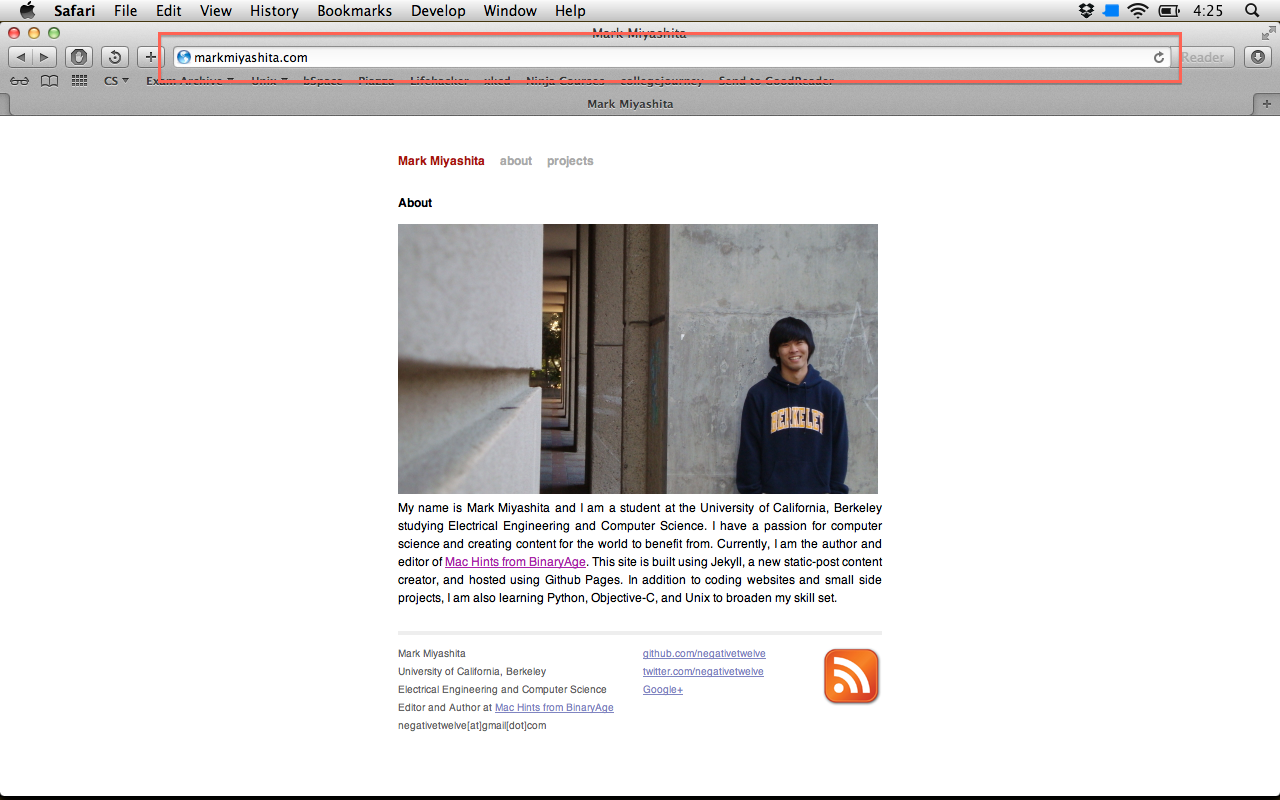 Safari File Edit View History Bookmarks Develop Window Help 4:25
Mark Miyashita
markmiyashita.com Reader
CS Exam Archive Unix bSpace Piazza Lifehacker xkcd Ninja Courses collegejourney Send to GoodReader
Mark Miyashita
Mark Miyashita about projects
About
BERKELEY
My name is Mark Miyashita and I am a student at the University of California, Berkeley
studying Electrical Engineering and Computer Science. I have a passion for computer
science and creating content for the world to benefit from. Currently, I am the author and
editor of Mac Hints from BinaryAge. This site is built using Jekyll, a new static-post content
creator, and hosted using Github Pages. In addition to coding websites and small side
projects, I am also learning Python, Objective-C, and Unix to broaden my skill set.
Mark Miyashita github.com/negativetwelve
University of California, Berkeley twitter.com/negativetwelve
Electrical Engineering and Computer Science Google+
Editor and Author at Mac Hints from BinaryAge
negativetwelve[at]gmail[dot]com